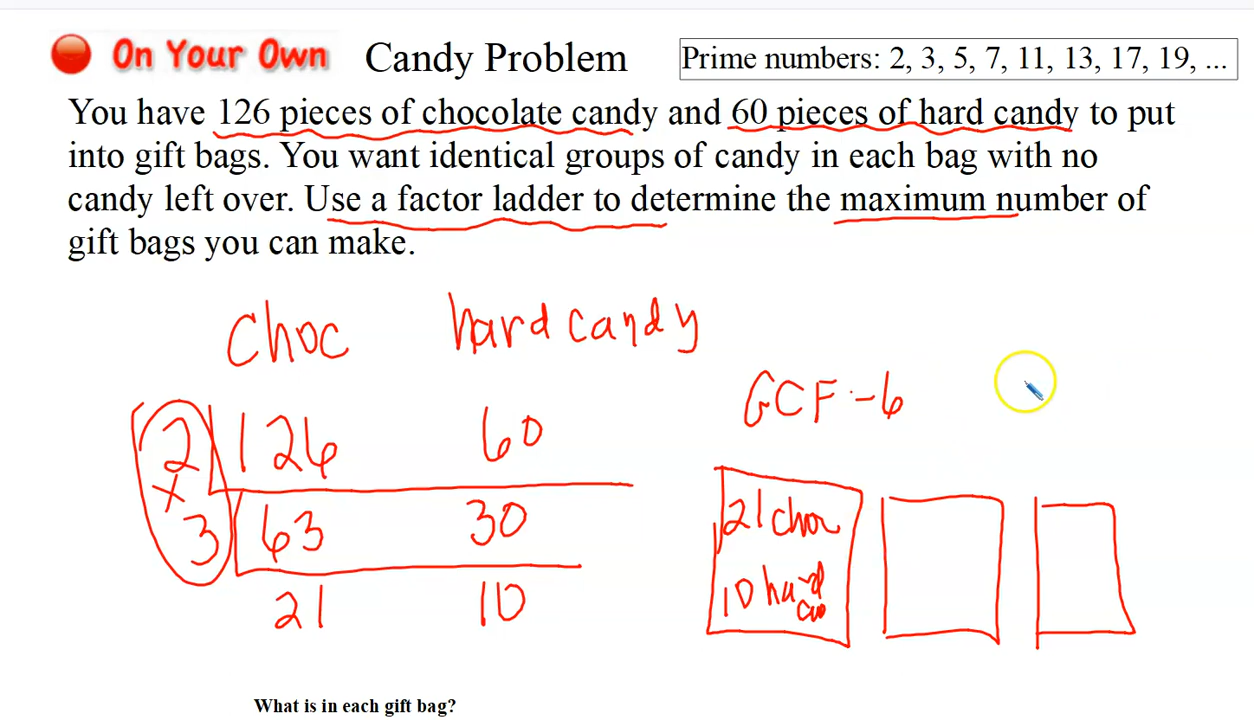 On Your Own Candy Problem Prime numbers: 2, 3, 5, 7, 11, 13, 17, 19, ...
You have 126 pieces of chocolate candy and 60 pieces of hard candy to put
into gift bags. You want identical groups of candy in each bag with no
candy left over. Use a factor ladder to determine the maximum number of
gift bags you can make.
Choc hard candy
GCF - 6
2 126 60
x
3 63 30
21 10
21 choc
10 hard
What is in each gift bag?